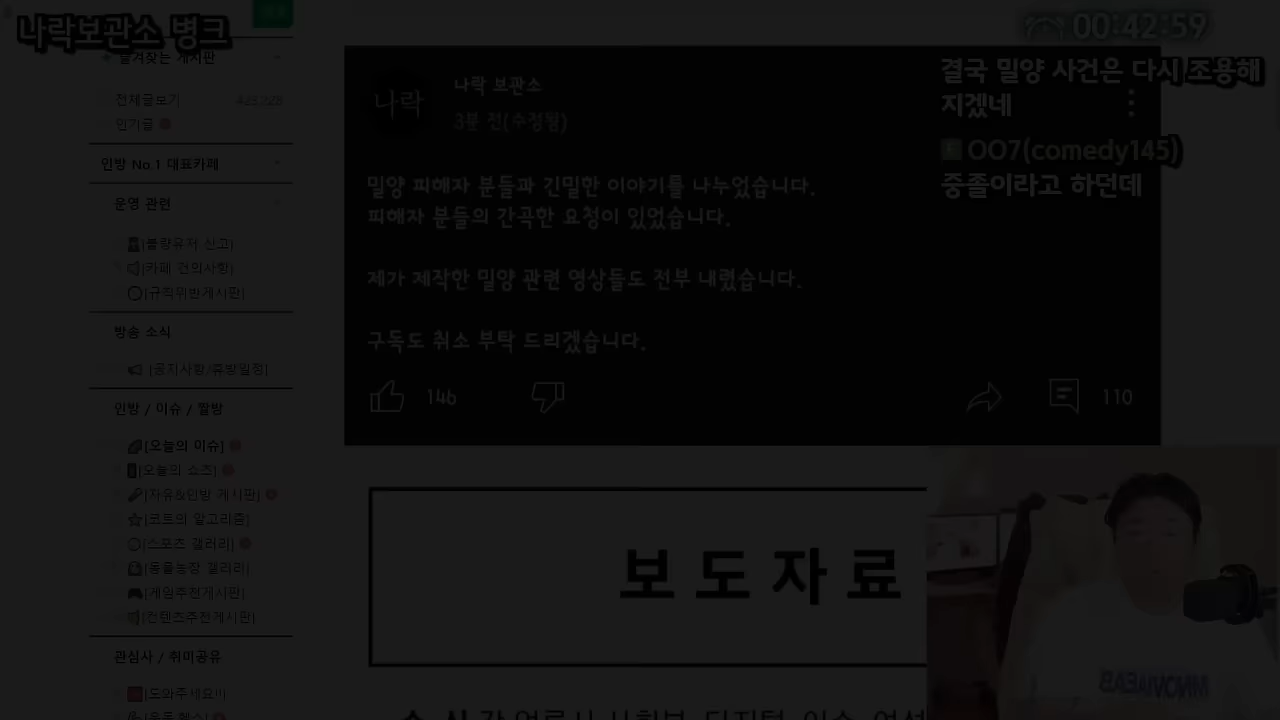 나락보관소 병크
즐겨찾는 게시판
전체글보기 423,228
인기글
인방 No.1 대표카페
운영 관련
[불량유저 신고]
[카페 건의사항]
[규칙위반게시판]
방송 소식
[공지사항/휴방일정]
인방 / 이슈 / 짤방
[오늘의 이슈]
[오늘의 쇼츠]
[자유&인방 게시판]
[코트의 알고리즘]
[스포츠 갤러리]
[동물농장 갤러리]
[게임추천게시판]
[컨텐츠추천게시판]
관심사 / 취미공유
[도와주세요!!]
나락
나락 보관소
3분 전(수정됨)
밀양 피해자 분들과 긴밀한 이야기를 나누었습니다.
피해자 분들의 간곡한 요청이 있었습니다.
제가 제작한 밀양 관련 영상들도 전부 내렸습니다.
구독도 취소 부탁 드리겠습니다.
146
110
보도자료
00:42:59
결국 밀양 사건은 다시 조용해
지겠네
OO7(comedy145)
중졸이라고 하던데